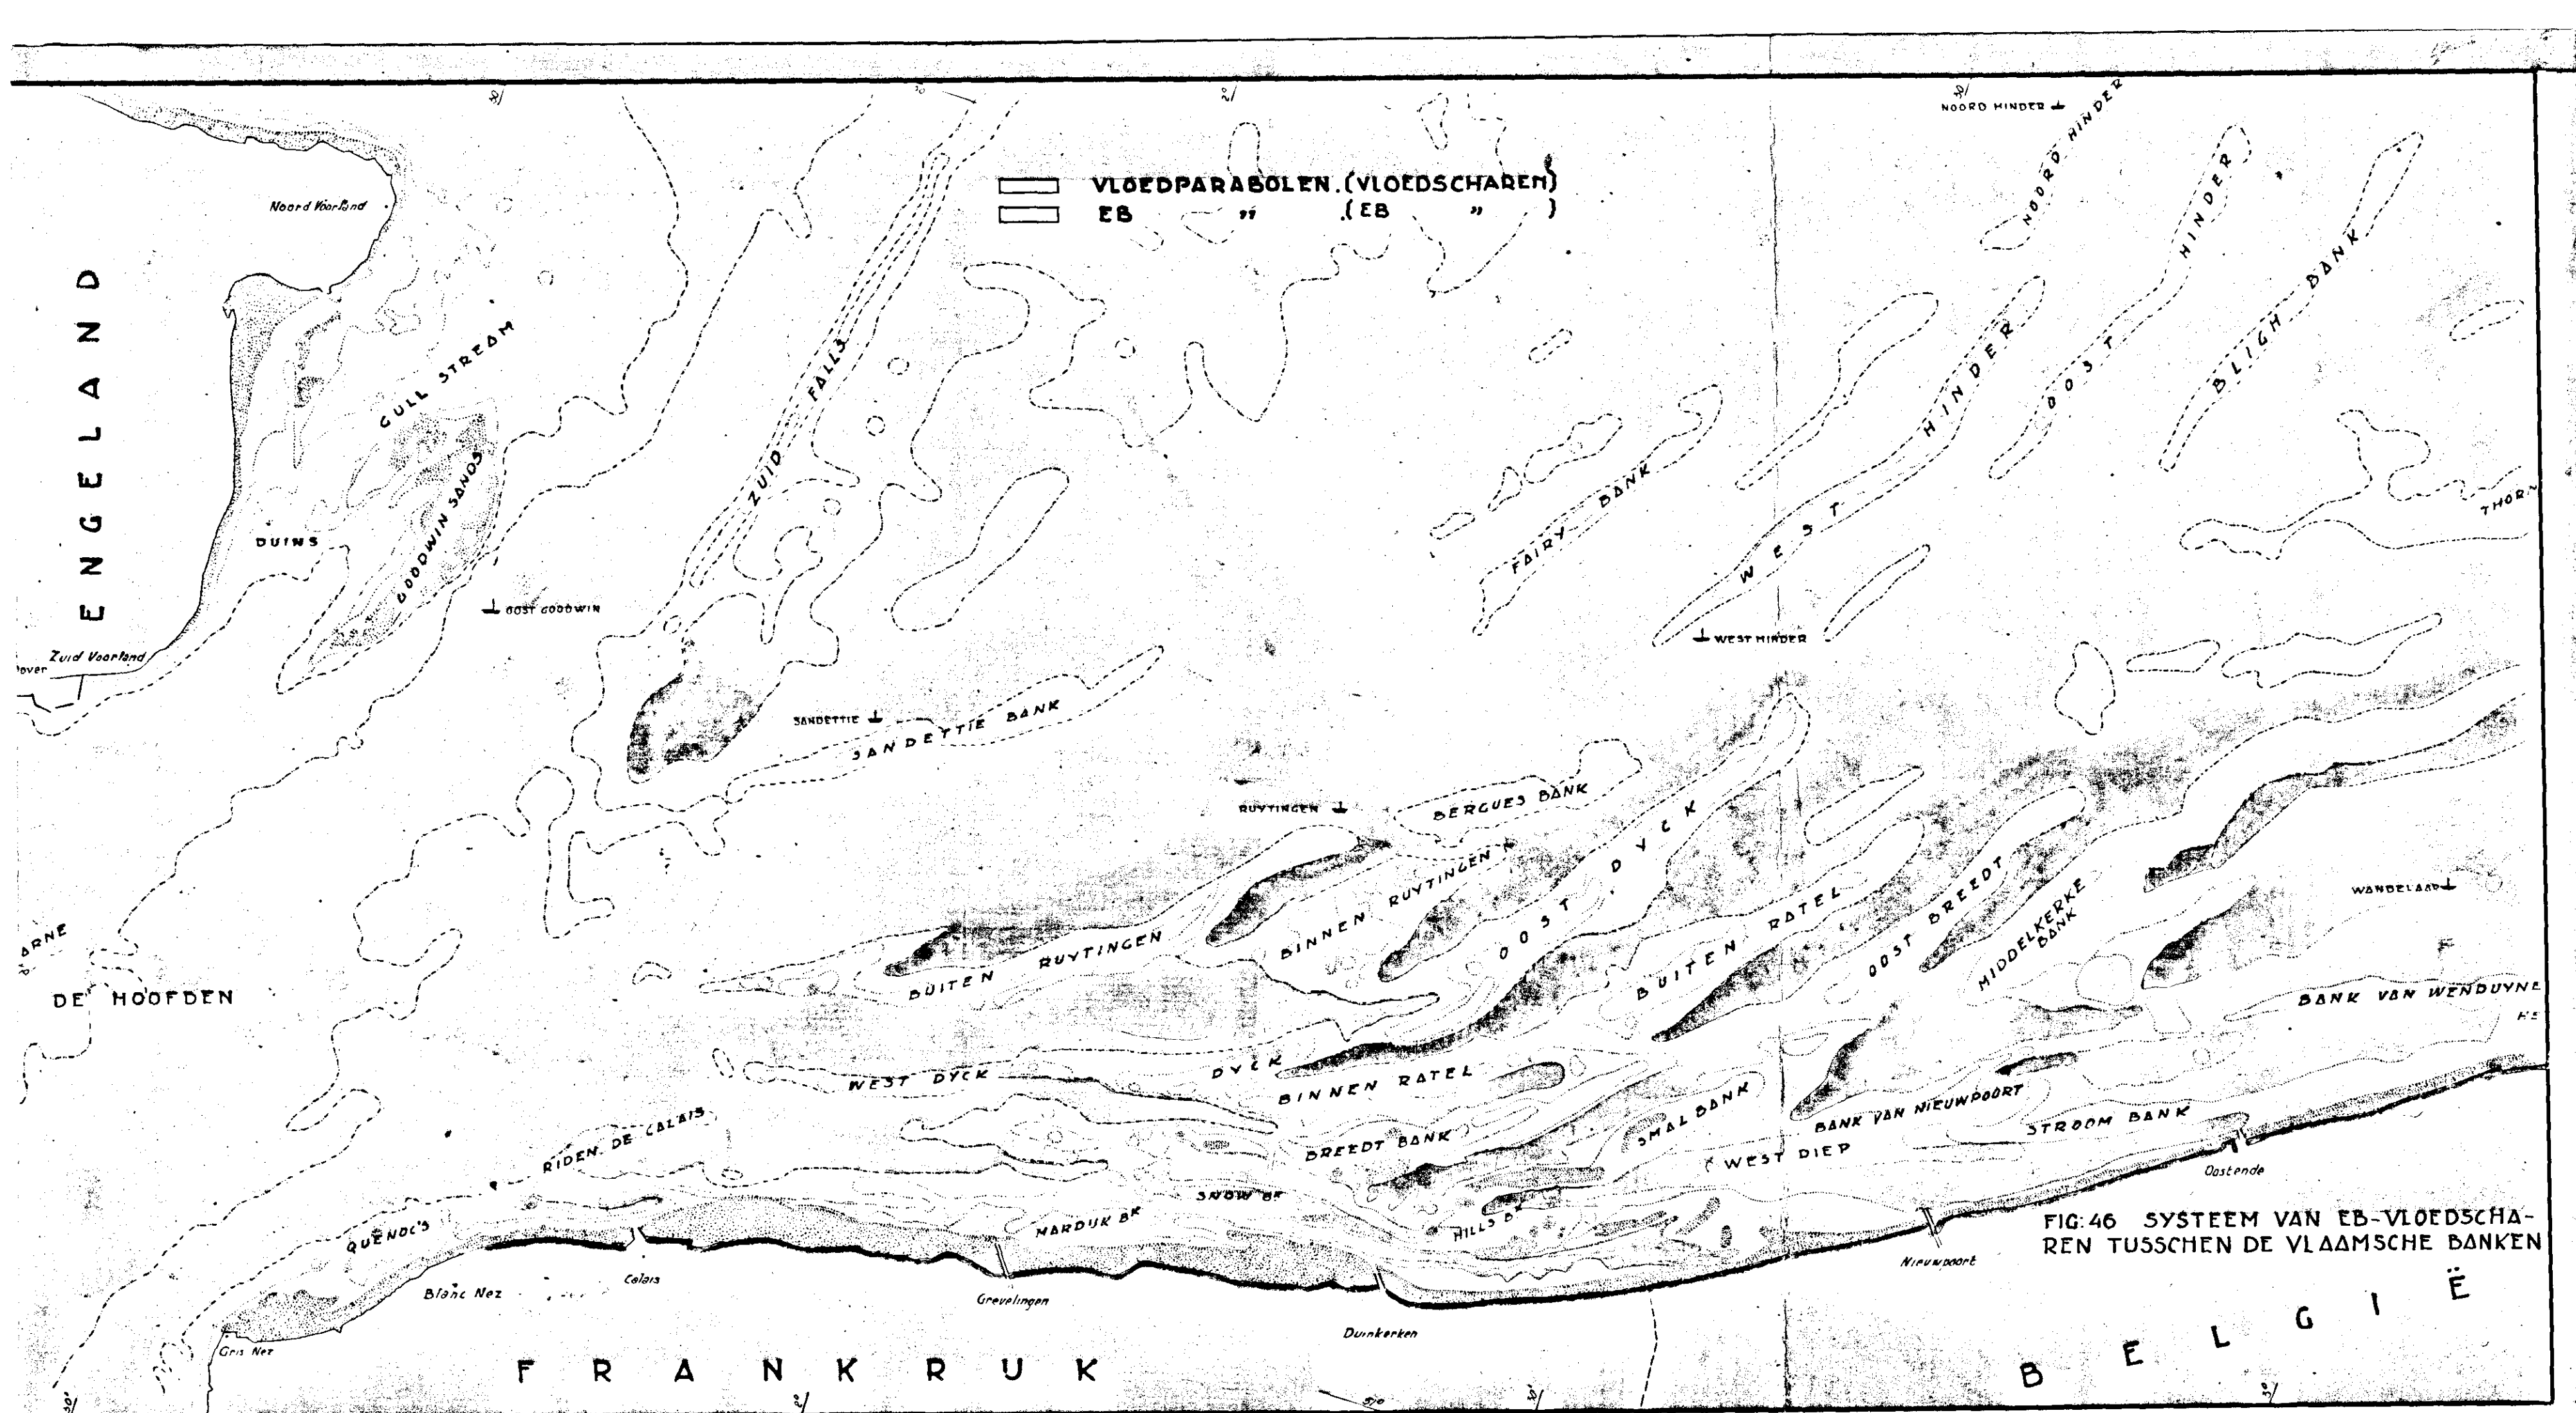 NOORD HINDER
NOORD HINDER
VLOEDPARABOLEN. (VLOEDSCHAREN)
EB " (EB " )
Noord Voorland
ENGELAND
GULL STREAM
GOODWIN SANDS
DUINS
OOST GOODWIN
Zuid Voorland
ZUID FALLS
OOST HINDER
BLIGH BANK
WEST HINDER
FAIRY BANK
WEST HINDER
THORN
SANDETTIE
SANDETTIE BANK
RUYTINGEN
BERGUES BANK
BUITEN RUYTINGEN
BINNEN RUYTINGEN
OOST DYCK
BUITEN RATEL
OOST BREEDT
MIDDELKERKE
BANK
WANDELAAR
BANK VAN WENDUYNE
DE HOOFDEN
WEST DYCK
DYCK
BINNEN RATEL
BREEDT BANK
SMAL BANK
BANK VAN NIEUWPOORT
STROOM BANK
WEST DIEP
RIDEN DE CALAIS
SNOW BK
MARDIJK BK
HILLS BK
QUENOC'S
Oostende
Nieuwpoort
Blanc Nez
Calais
Grevelingen
Duinkerken
Gris Nez
FIG: 46 SYSTEEM VAN EB-VLOEDSCHA-
REN TUSSCHEN DE VLAAMSCHE BANKEN
FRANKRIJK
BELGIË